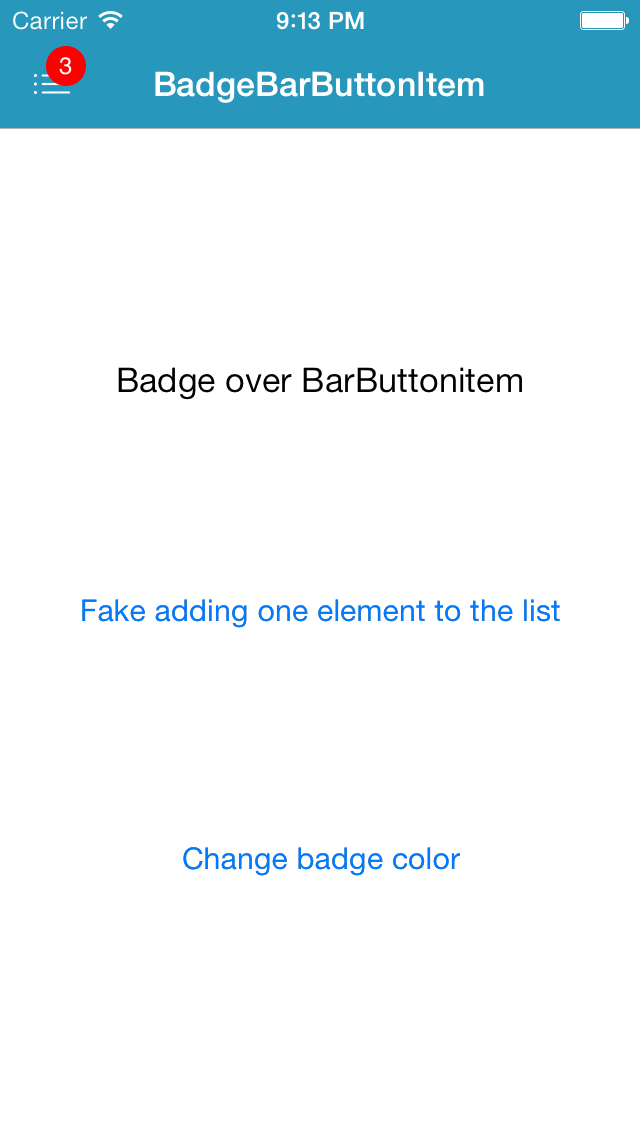 Carrier 9:13 PM
3
BadgeBarButtonItem
Badge over BarButtonitem
Fake adding one element to the list
Change badge color